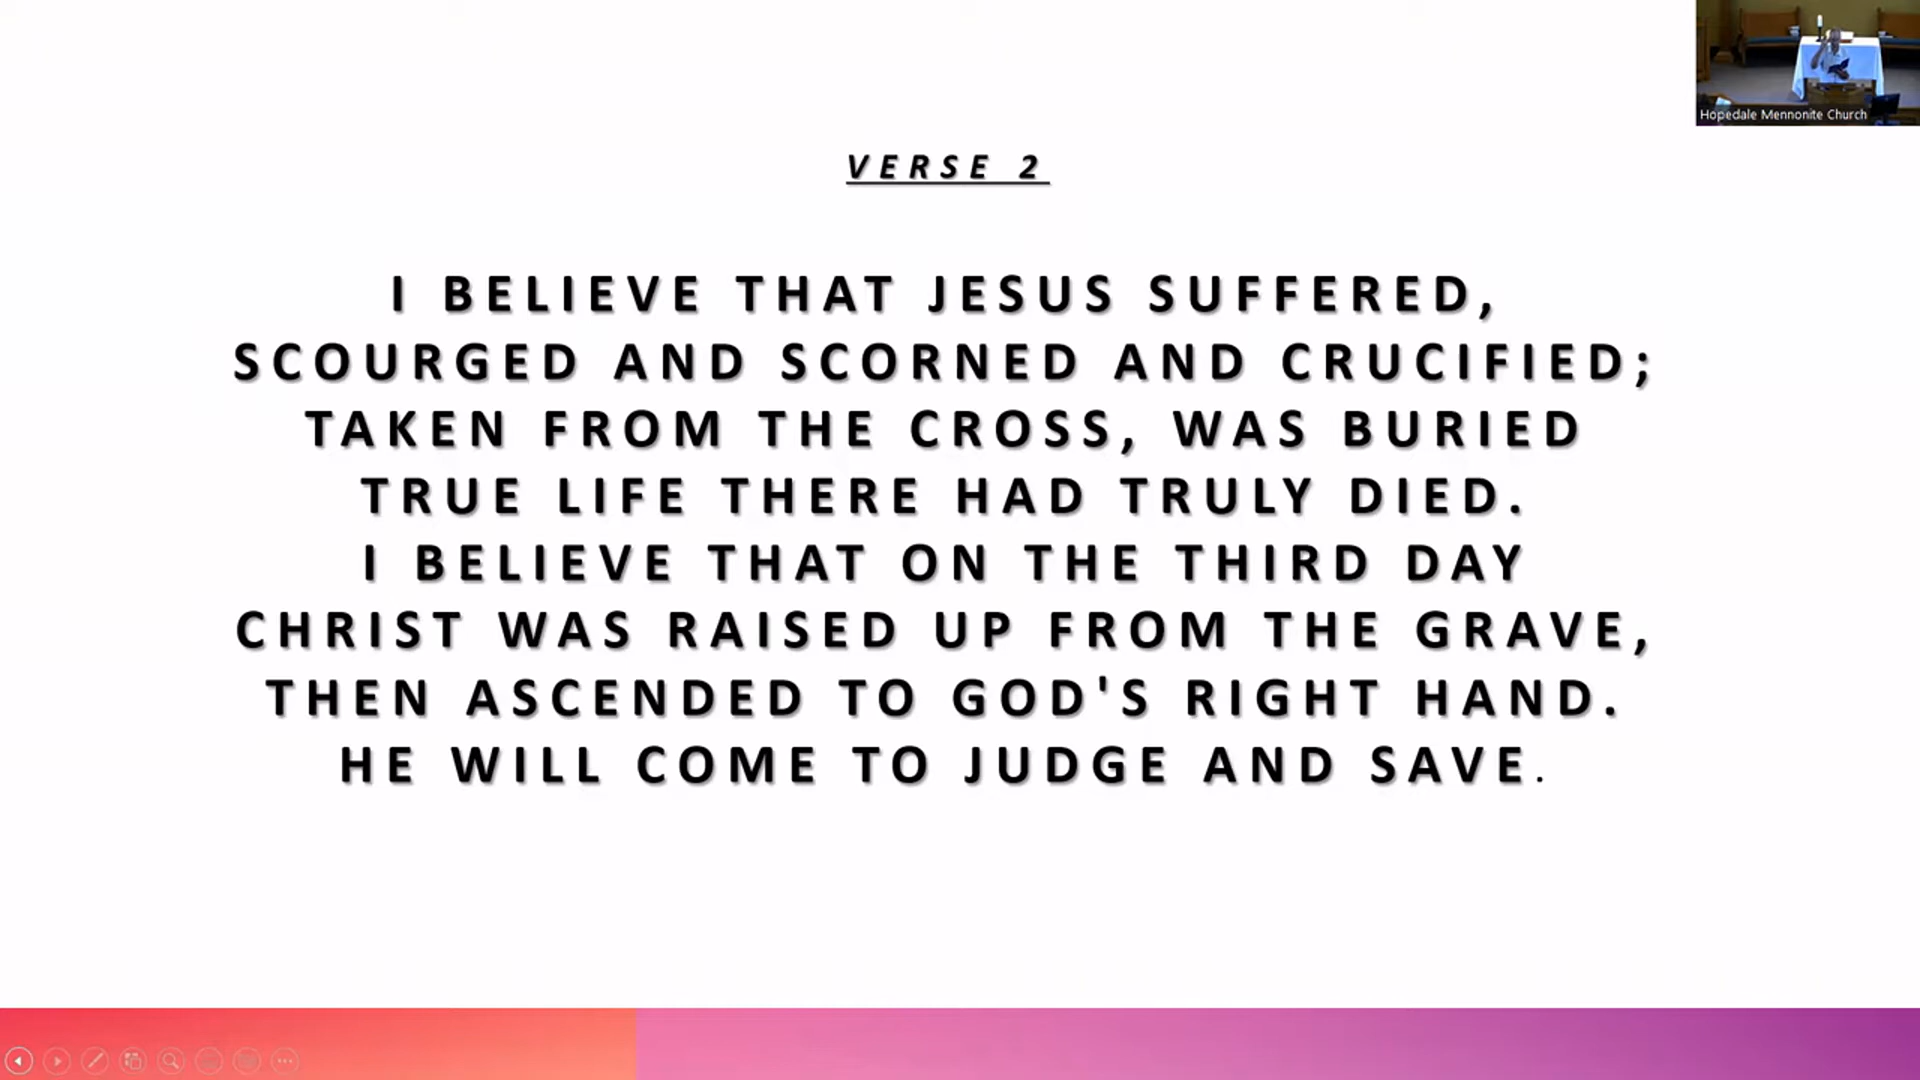 Hopedale Mennonite Church
VERSE 2
I BELIEVE THAT JESUS SUFFERED,
SCOURGED AND SCORNED AND CRUCIFIED;
TAKEN FROM THE CROSS, WAS BURIED
TRUE LIFE THERE HAD TRULY DIED.
I BELIEVE THAT ON THE THIRD DAY
CHRIST WAS RAISED UP FROM THE GRAVE,
THEN ASCENDED TO GOD'S RIGHT HAND.
HE WILL COME TO JUDGE AND SAVE.